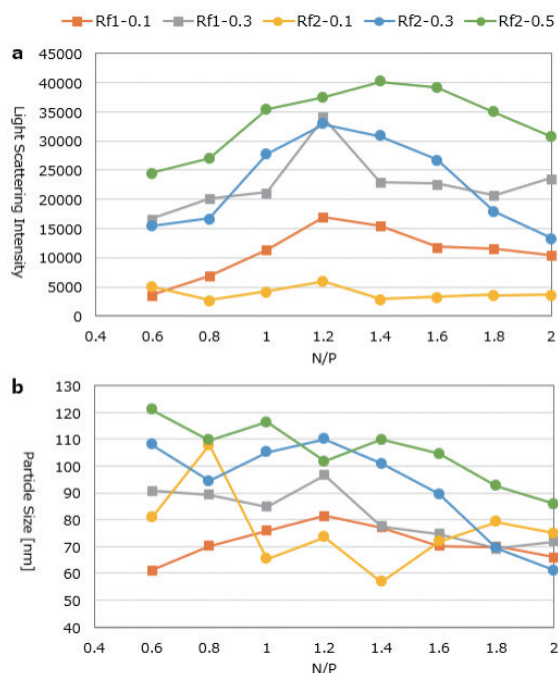 Rf1-0.1 Rf1-0.3 Rf2-0.1 Rf2-0.3 Rf2-0.5
a
Light Scattering Intensity
45000
40000
35000
30000
25000
20000
15000
10000
5000
0
0.4 0.6 0.8 1 1.2 1.4 1.6 1.8 2
N/P
b
Particle Size [nm]
130
120
110
100
90
80
70
60
50
40
0.4 0.6 0.8 1 1.2 1.4 1.6 1.8 2
N/P